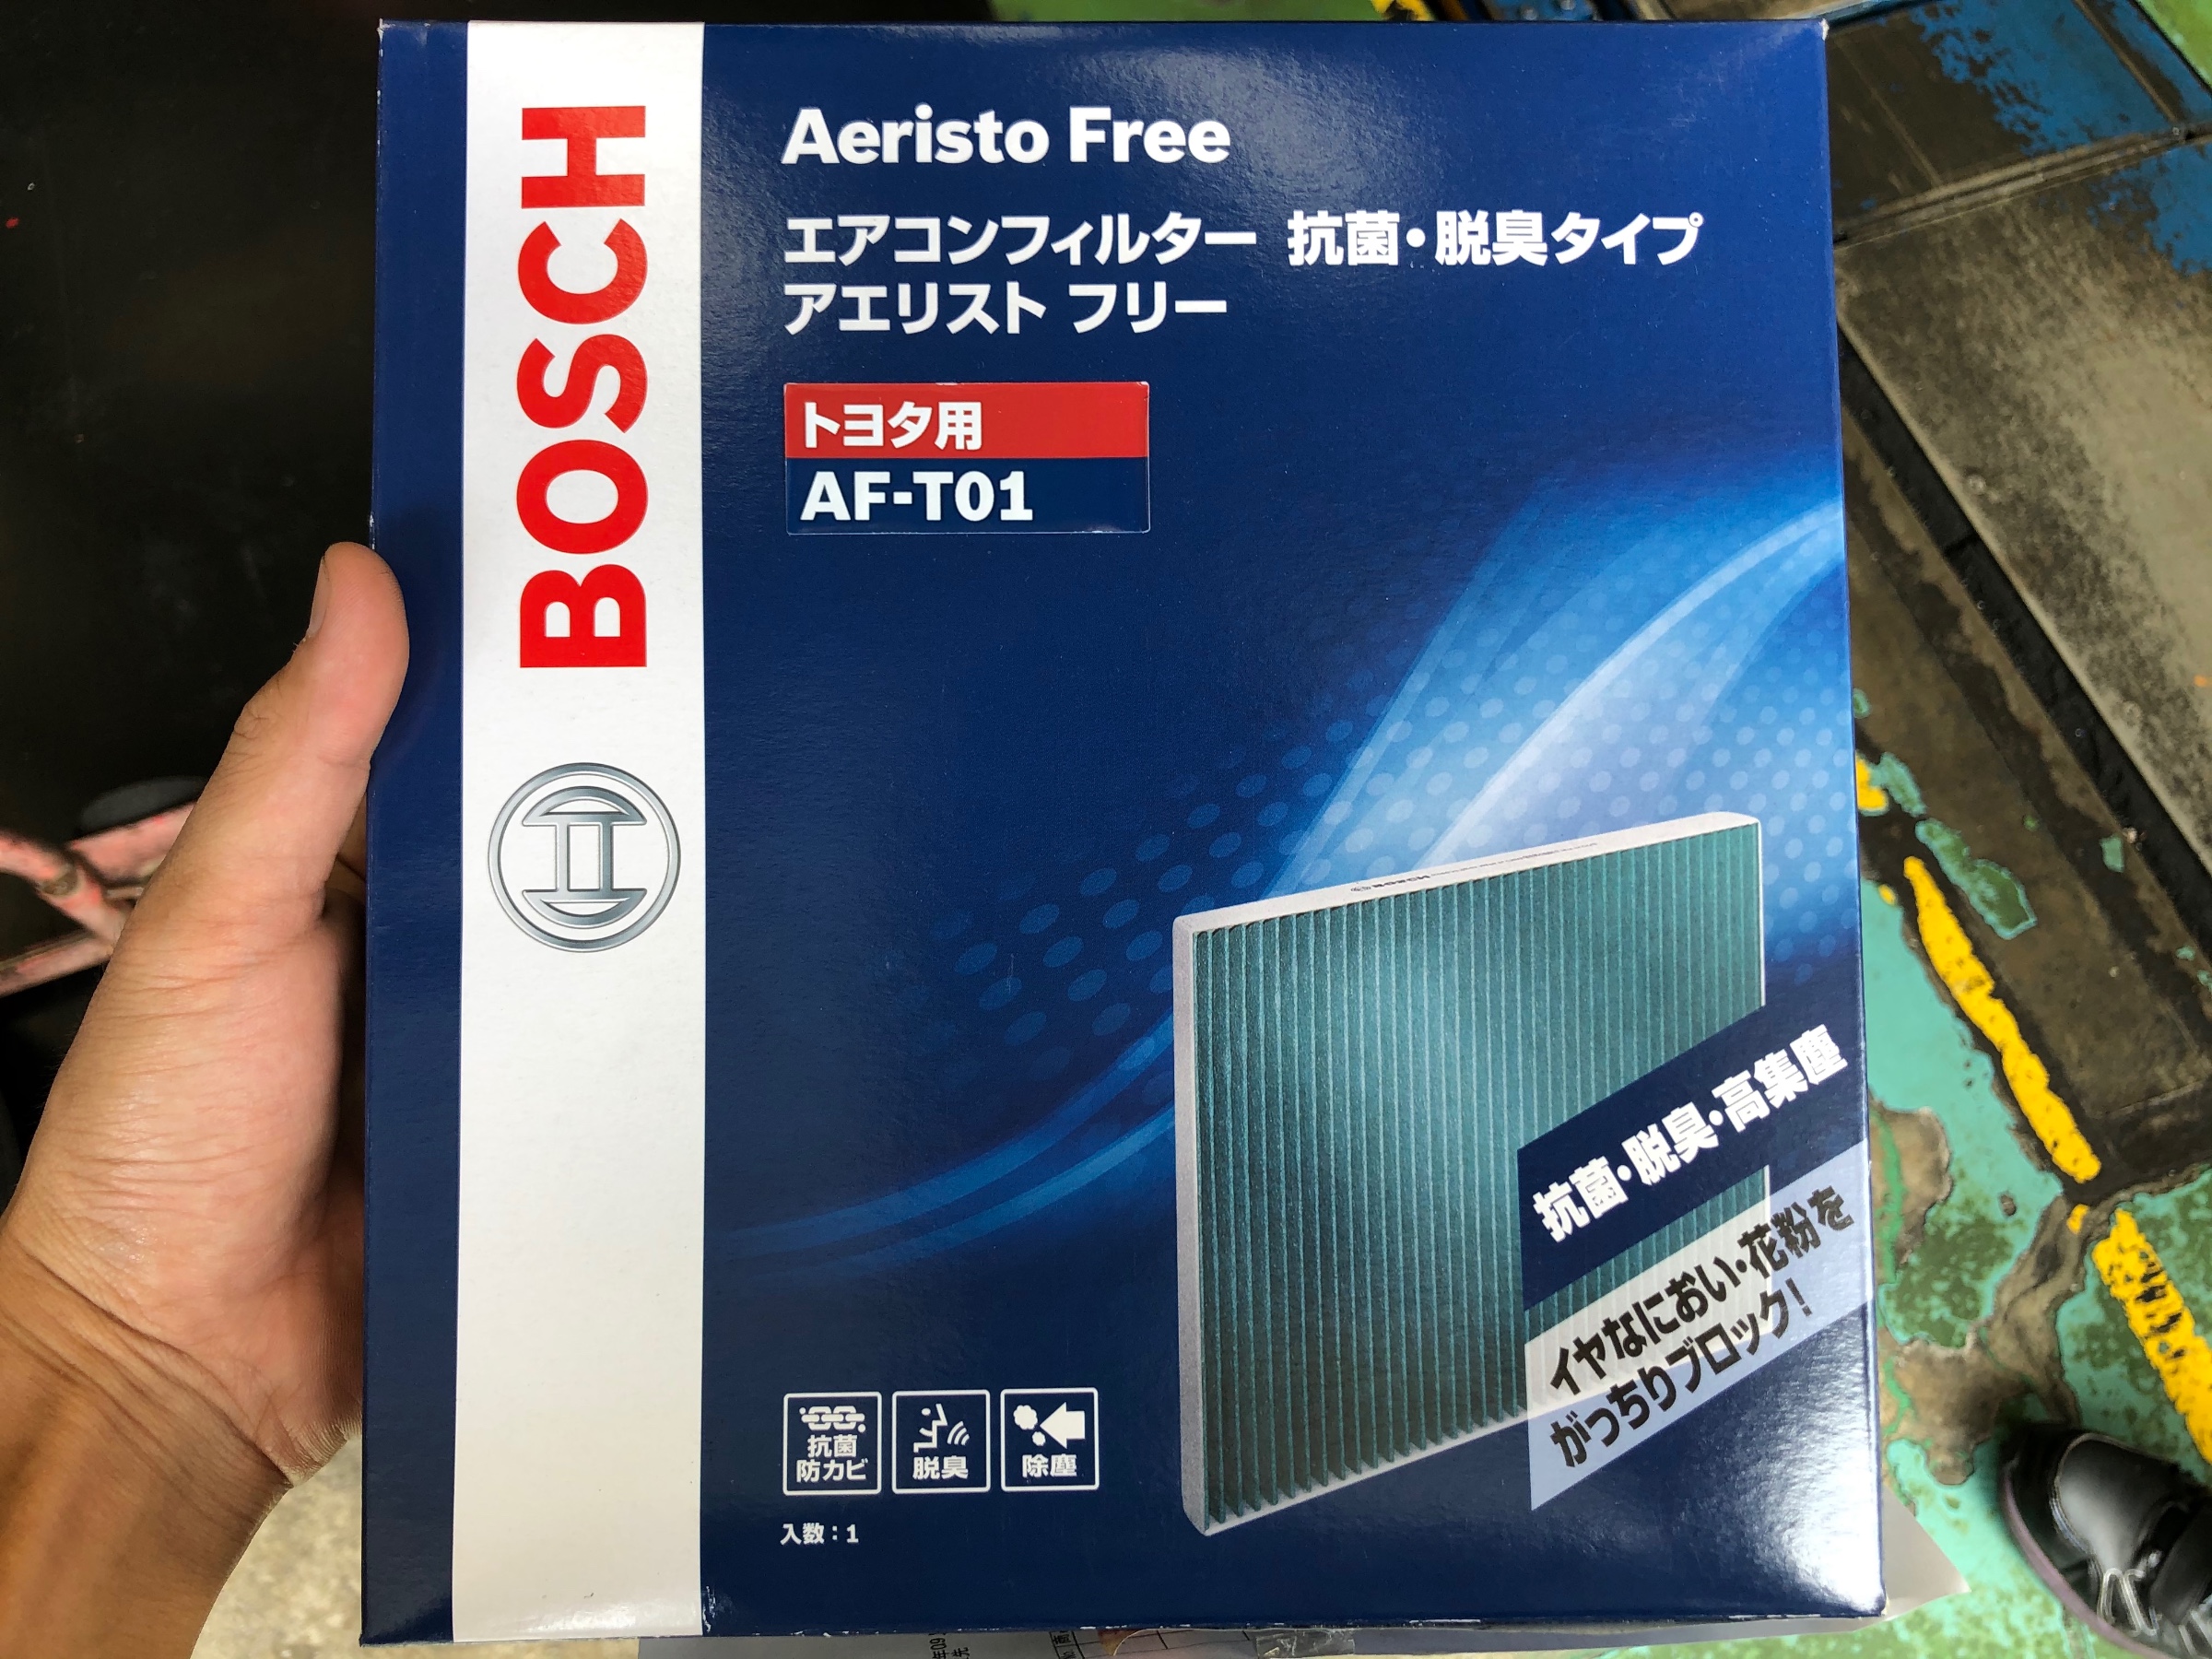 BOSCH
Aeristo Free
エアコンフィルター 抗菌・脱臭タイプ
アエリスト フリー
トヨタ用
AF-T01
抗菌・脱臭・高集塵
イヤなにおい・花粉を
がっちりブロック!
抗菌
防カビ
脱臭
除塵
入数：1
BOSCH